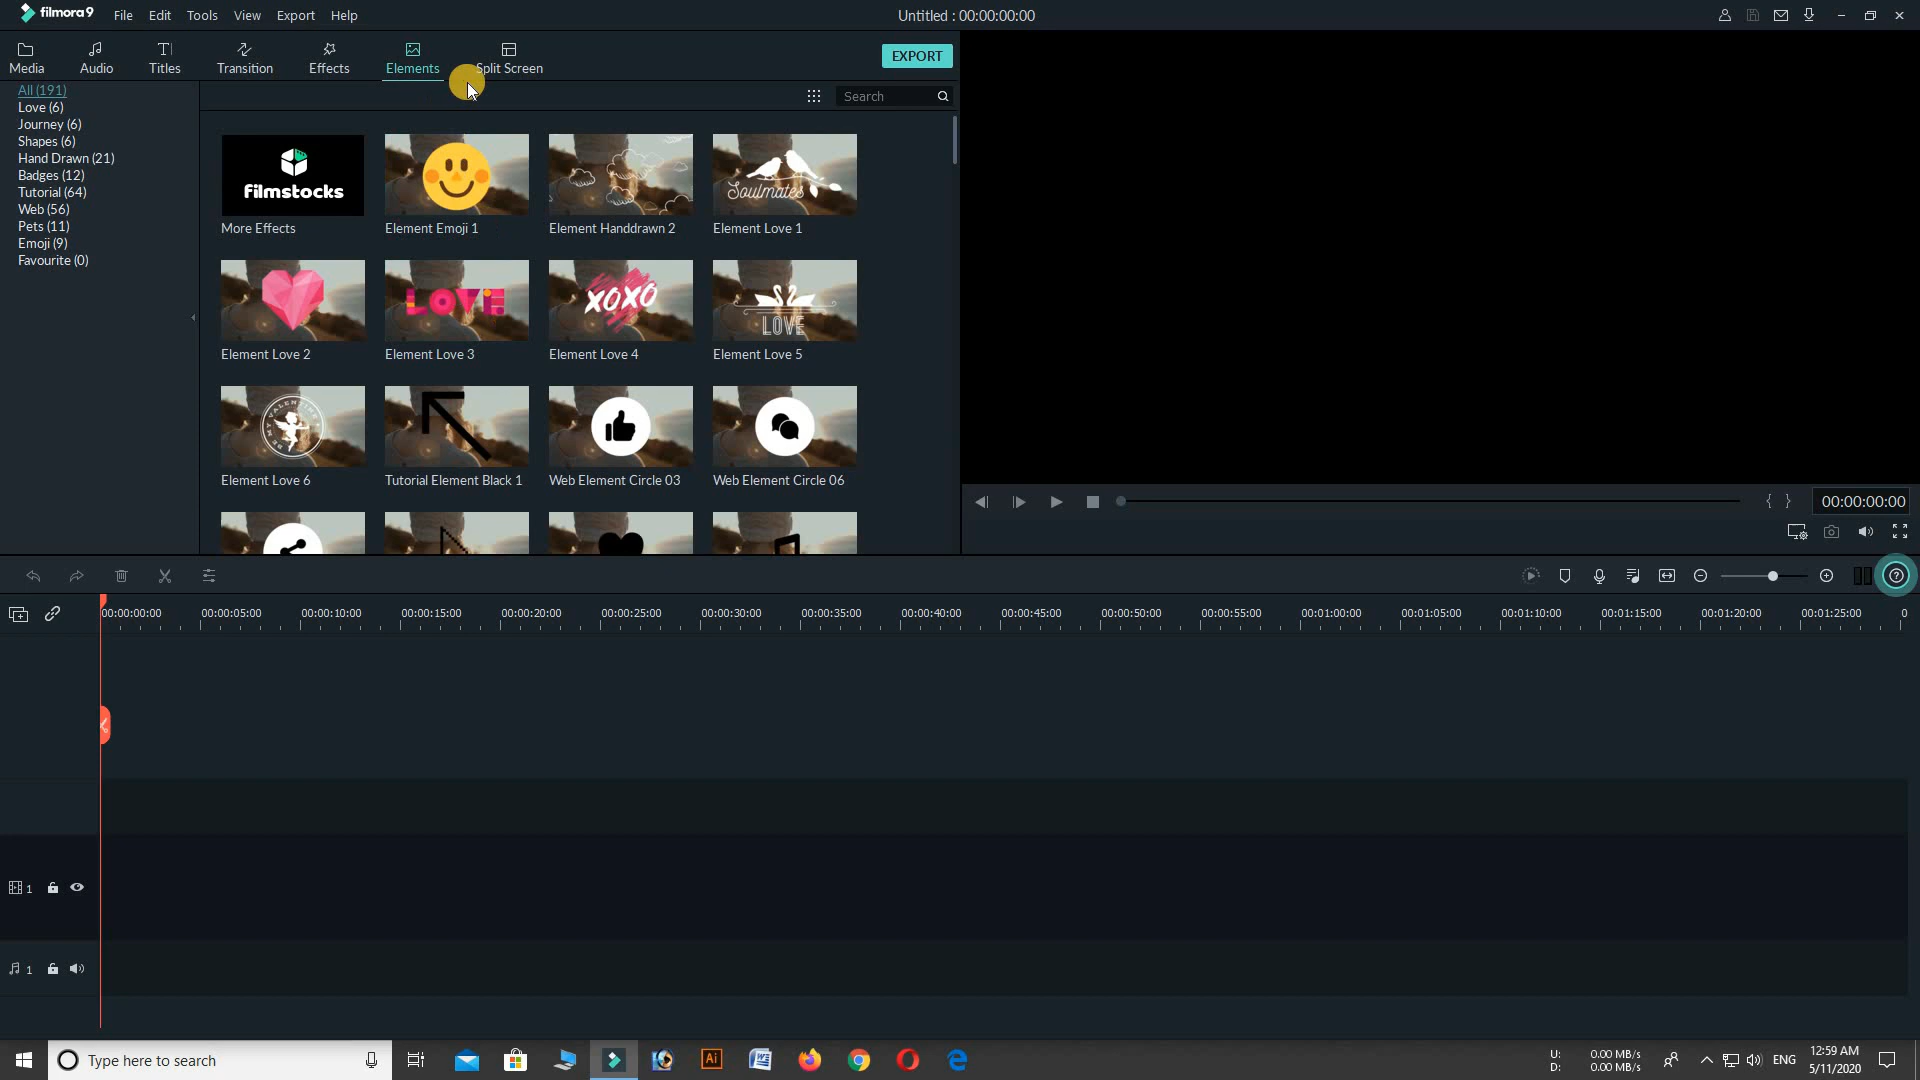 filmora9 File Edit Tools View Export Help Untitled : 00:00:00:00
Media Audio Titles Transition Effects Elements Split Screen EXPORT
All (191)
Love (6)
Journey (6)
Shapes (6)
Hand Drawn (21)
Badges (12)
Tutorial (64)
Web (56)
Pets (11)
Emoji (9)
Favourite (0)
Search
filmstocks
Soulmates
More Effects Element Emoji 1 Element Handdrawn 2 Element Love 1
LOVE
XOXO
LOVE
Element Love 2 Element Love 3 Element Love 4 Element Love 5
BE MY VALENTINE
Element Love 6 Tutorial Element Black 1 Web Element Circle 03 Web Element Circle 06
{ } 00:00:00:00
00:00:00:00 00:00:05:00 00:00:10:00 00:00:15:00 00:00:20:00 00:00:25:00 00:00:30:00 00:00:35:00 00:00:40:00 00:00:45:00 00:00:50:00 00:00:55:00 00:01:00:00 00:01:05:00 00:01:10:00 00:01:15:00 00:01:20:00 00:01:25:00 0
1
1
Type here to search
Ai
U: 0.00 MB/s
D: 0.00 MB/s
ENG
12:59 AM
5/11/2020